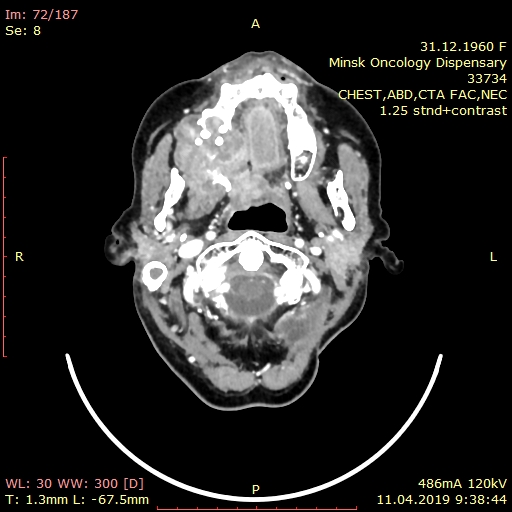 Im: 72/187
Se: 8
A
31.12.1960 F
Minsk Oncology Dispensary
33734
CHEST,ABD,CTA FAC,NEC
1.25 stnd+contrast
R
L
WL: 30 WW: 300 [D]
T: 1.3mm L: -67.5mm
P
486mA 120kV
11.04.2019 9:38:44